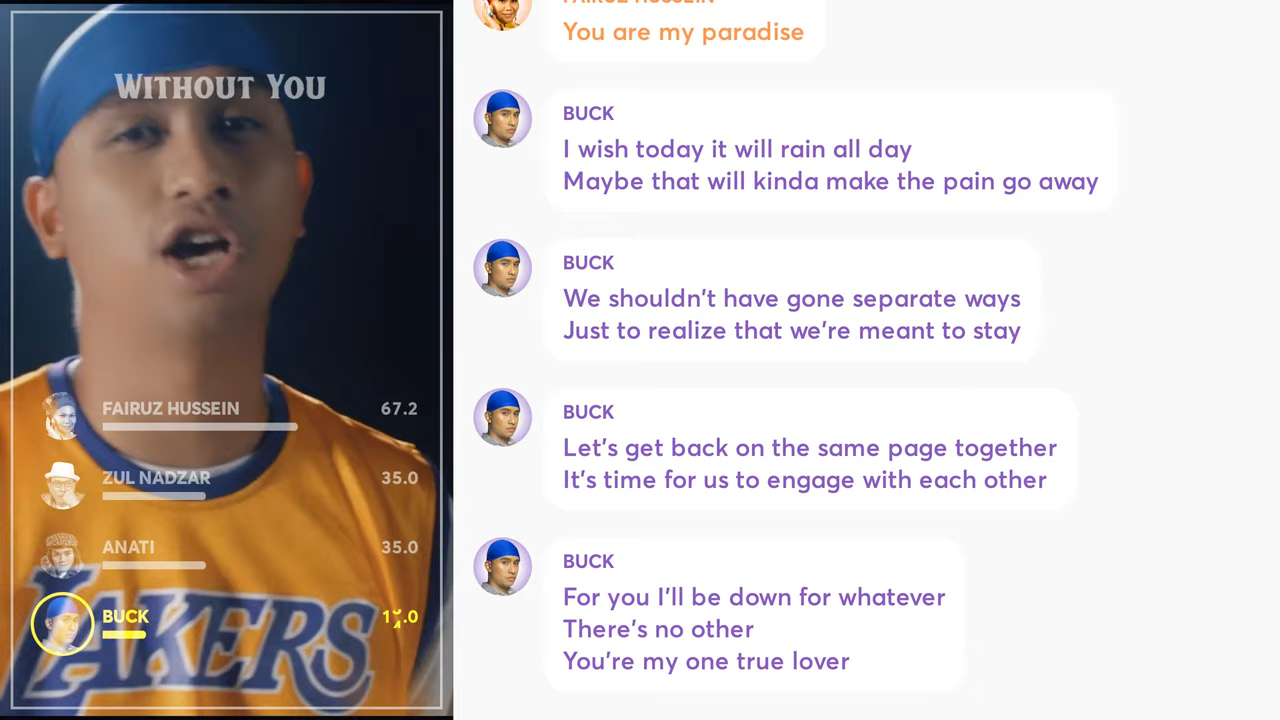 WITHOUT YOU
FAIRUZ HUSSEIN
67.2
ZUL NADZAR
35.0
ANATI
35.0
BUCK
LAKERS
FAIRUZ HUSSEIN
You are my paradise
BUCK
I wish today it will rain all day
Maybe that will kinda make the pain go away
BUCK
We shouldn't have gone separate ways
Just to realize that we're meant to stay
BUCK
Let's get back on the same page together
It's time for us to engage with each other
BUCK
For you I'll be down for whatever
There's no other
You're my one true lover